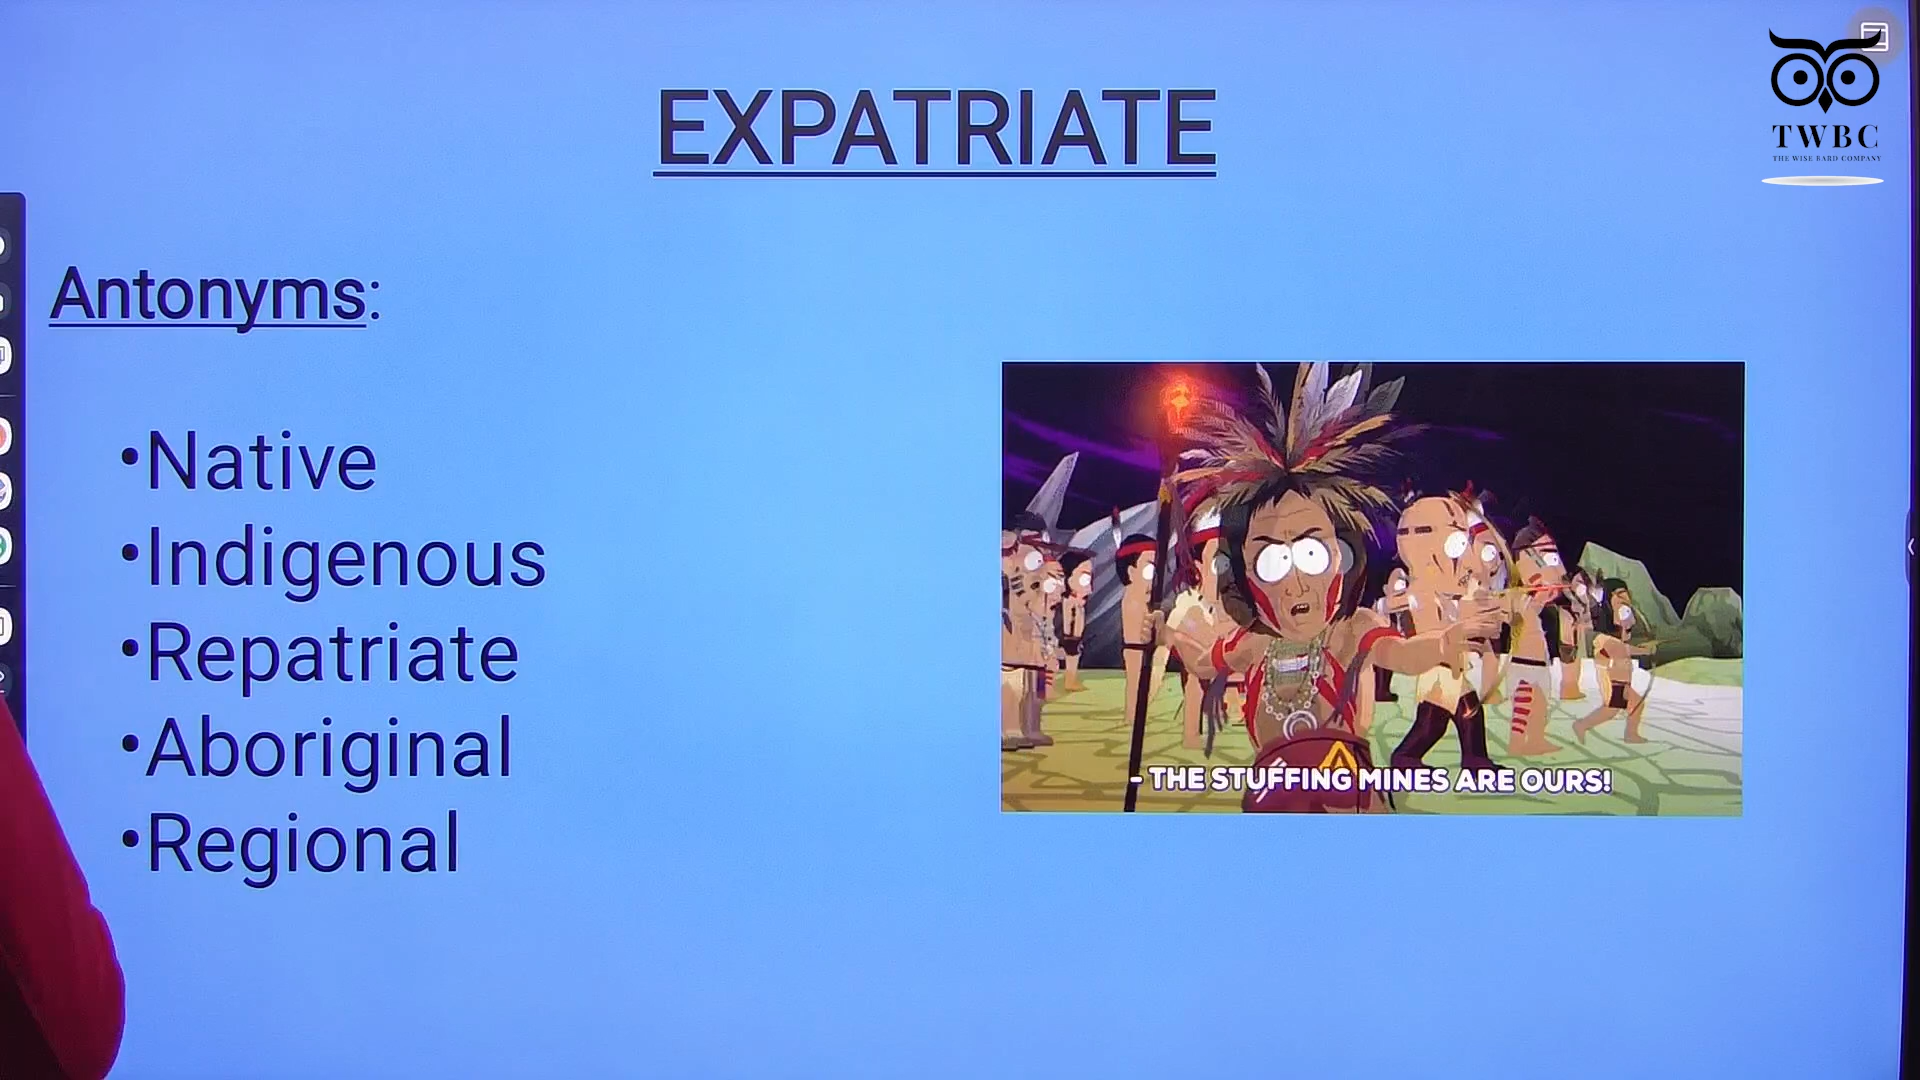 EXPATRIATE
TWBC
THE WISE BARD COMPANY
Antonyms:
•Native
•Indigenous
•Repatriate
•Aboriginal
•Regional
- THE STUFFING MINES ARE OURS!